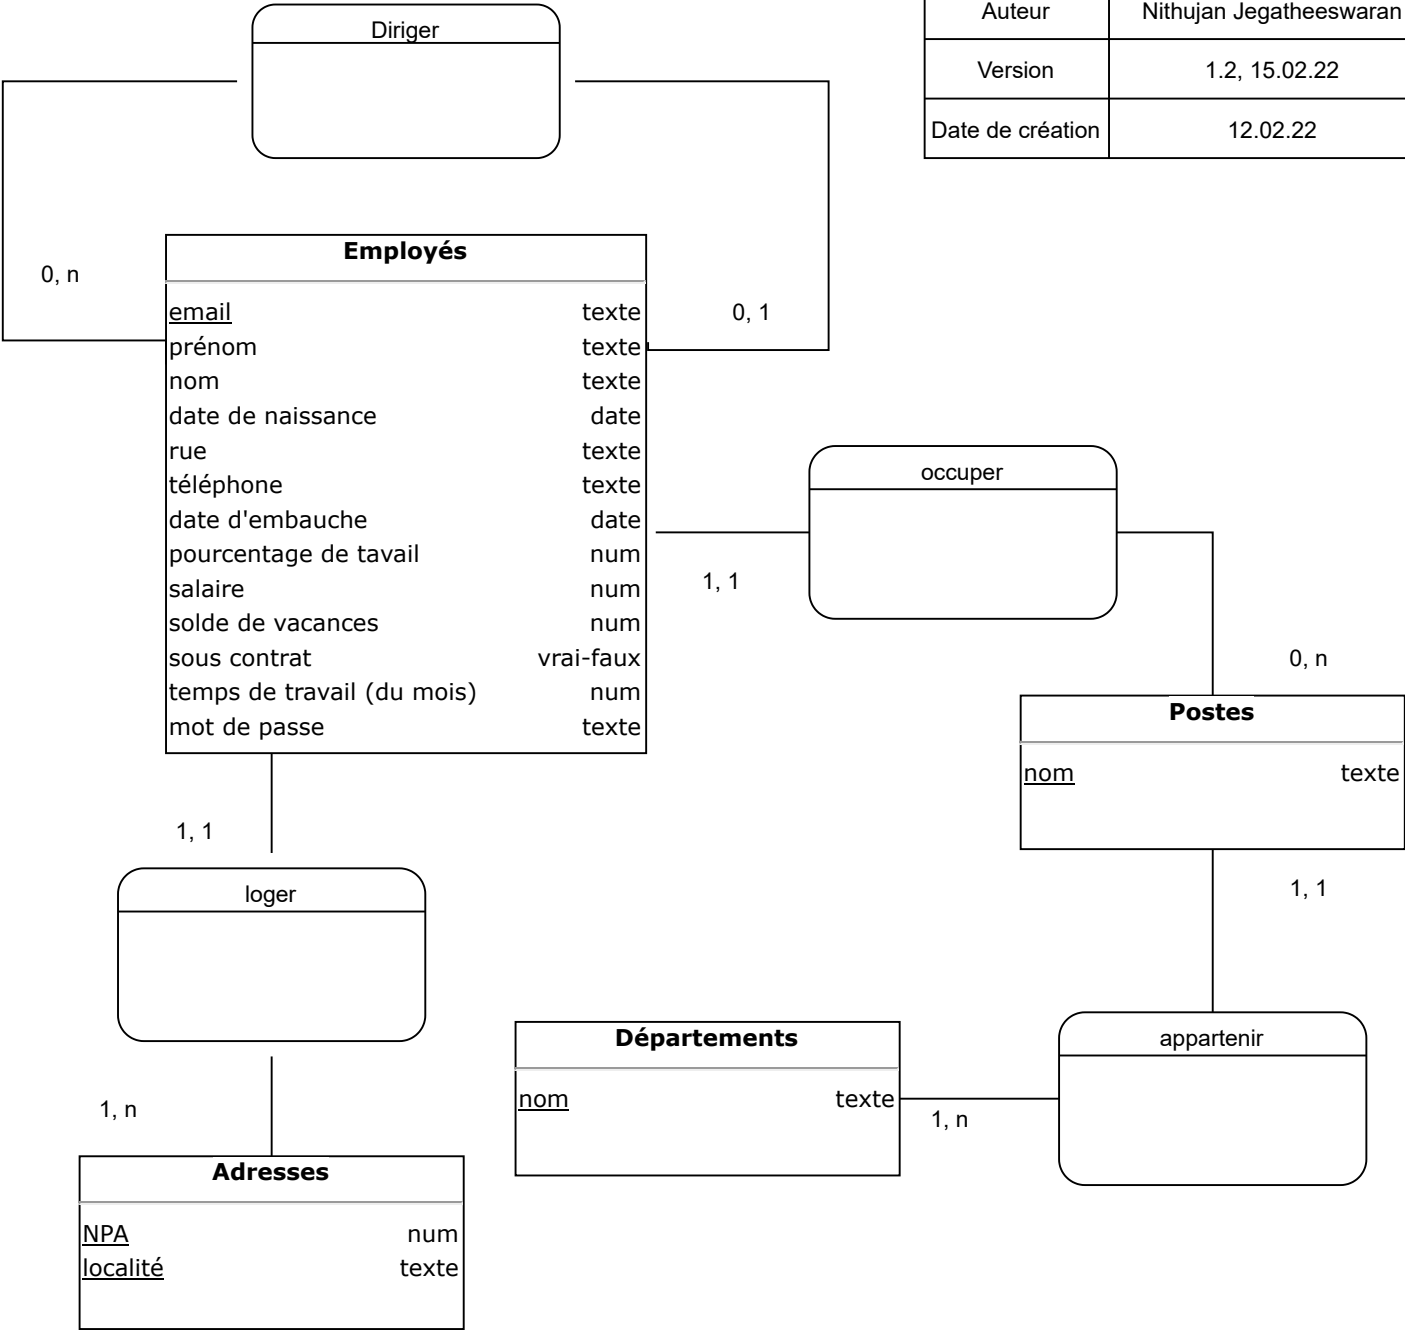 Diriger
Auteur Nithujan Jegatheeswaran
Version 1.2, 15.02.22
Date de création 12.02.22
Employés
0, n
0, 1
email texte
prénom texte
nom texte
date de naissance date
rue texte
téléphone texte
date d'embauche date
pourcentage de tavail num
salaire num
solde de vacances num
sous contrat vrai-faux
temps de travail (du mois) num
mot de passe texte
occuper
1, 1
0, n
Postes
nom texte
1, 1
1, 1
loger
appartenir
Départements
nom texte
1, n
1, n
Adresses
NPA num
localité texte